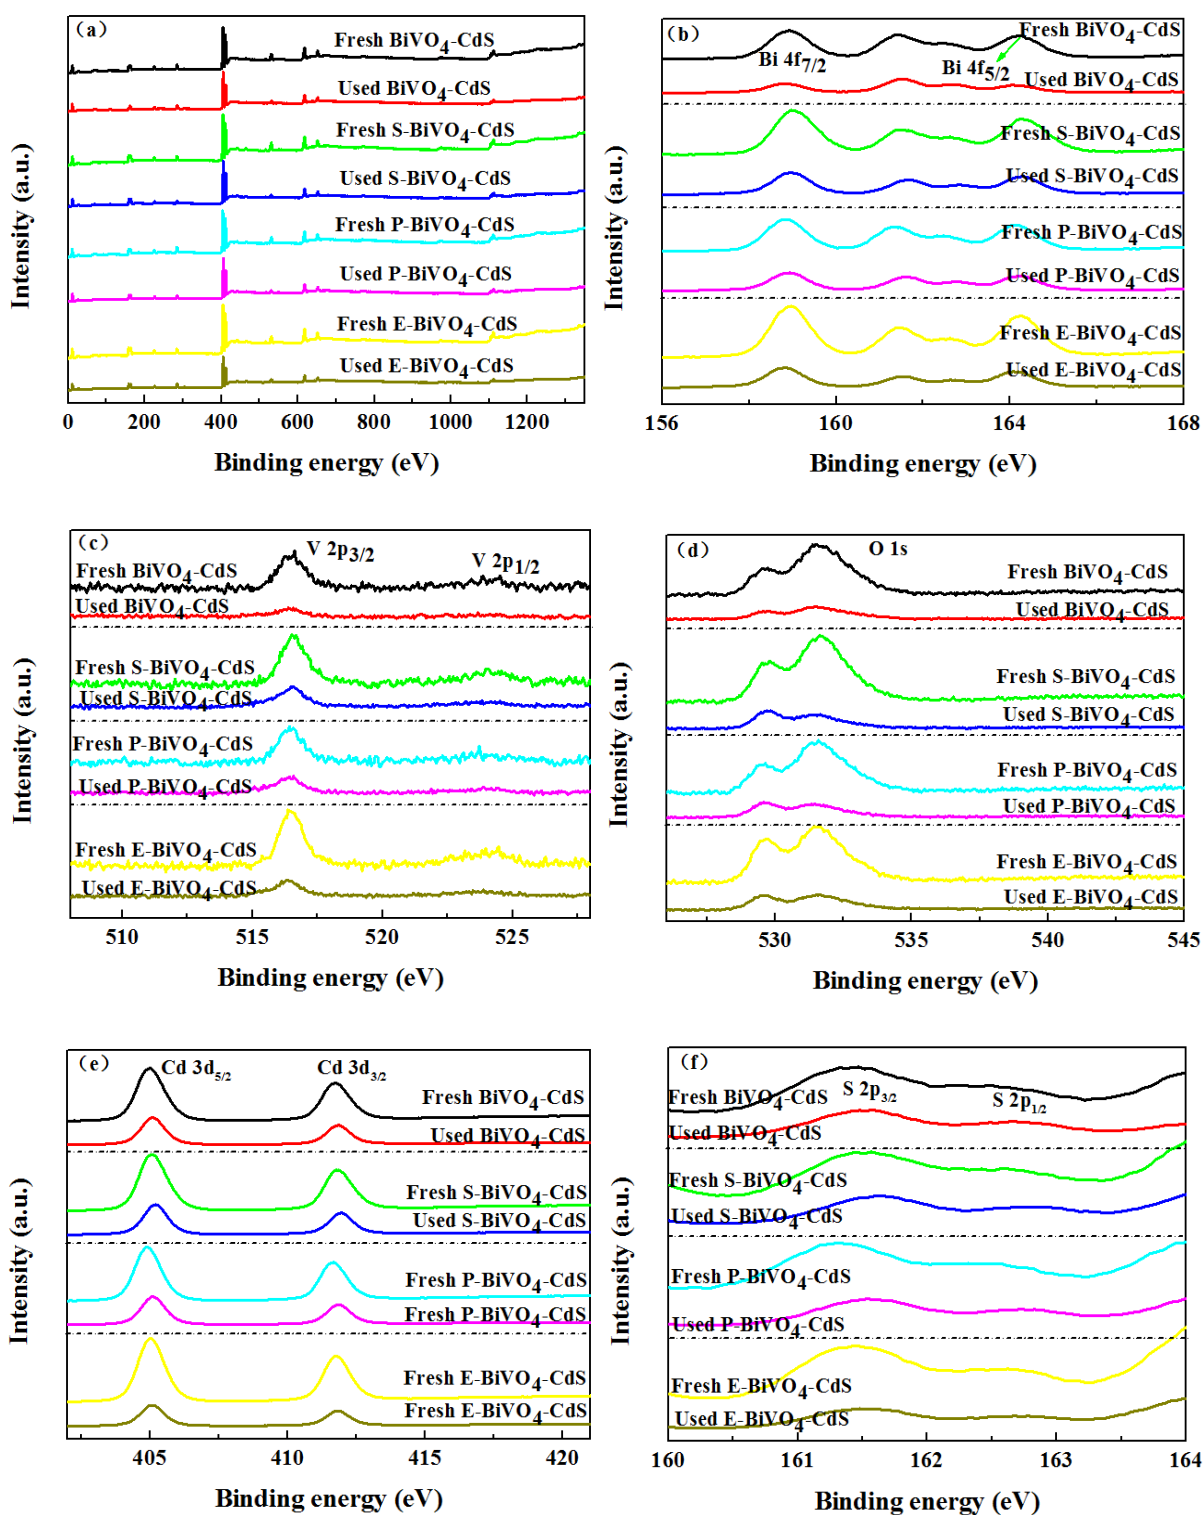 (a)
Fresh BiVO4-CdS
Used BiVO4-CdS
Fresh S-BiVO4-CdS
Used S-BiVO4-CdS
Fresh P-BiVO4-CdS
Used P-BiVO4-CdS
Fresh E-BiVO4-CdS
Used E-BiVO4-CdS
0 200 400 600 800 1000 1200
Binding energy (eV)
Intensity (a.u.)
(b)
Fresh BiVO4-CdS
Bi 4f7/2
Bi 4f5/2
Used BiVO4-CdS
Fresh S-BiVO4-CdS
Used S-BiVO4-CdS
Fresh P-BiVO4-CdS
Used P-BiVO4-CdS
Fresh E-BiVO4-CdS
Used E-BiVO4-CdS
156 160 164 168
Binding energy (eV)
Intensity (a.u.)
(c)
V 2p3/2
V 2p1/2
Fresh BiVO4-CdS
Used BiVO4-CdS
Fresh S-BiVO4-CdS
Used S-BiVO4-CdS
Fresh P-BiVO4-CdS
Used P-BiVO4-CdS
Fresh E-BiVO4-CdS
Used E-BiVO4-CdS
510 515 520 525
Binding energy (eV)
Intensity (a.u.)
(d)
O 1s
Fresh BiVO4-CdS
Used BiVO4-CdS
Fresh S-BiVO4-CdS
Used S-BiVO4-CdS
Fresh P-BiVO4-CdS
Used P-BiVO4-CdS
Fresh E-BiVO4-CdS
Used E-BiVO4-CdS
530 535 540 545
Binding energy (eV)
Intensity (a.u.)
(e)
Cd 3d5/2
Cd 3d3/2
Fresh BiVO4-CdS
Used BiVO4-CdS
Fresh S-BiVO4-CdS
Used S-BiVO4-CdS
Fresh P-BiVO4-CdS
Fresh P-BiVO4-CdS
Fresh E-BiVO4-CdS
Fresh E-BiVO4-CdS
405 410 415 420
Binding energy (eV)
Intensity (a.u.)
(f)
S 2p3/2
S 2p1/2
Fresh BiVO4-CdS
Used BiVO4-CdS
Fresh S-BiVO4-CdS
Used S-BiVO4-CdS
Fresh P-BiVO4-CdS
Used P-BiVO4-CdS
Fresh E-BiVO4-CdS
Used E-BiVO4-CdS
160 161 162 163 164
Binding energy (eV)
Intensity (a.u.)